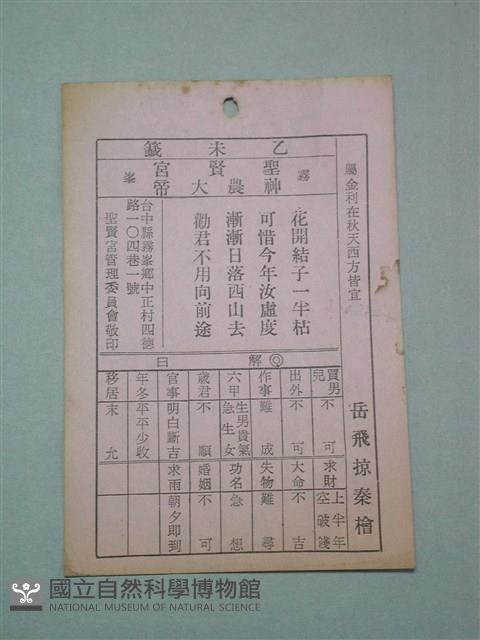 屬金利在秋天西方皆宜
岳飛掠秦檜
乙未籤
霧峯
聖賢宮
神農大帝
花開結子一半枯
可惜今年汝虛度
漸漸日落西山去
勸君不用向前途
台中縣霧峯鄉中正村四德
路一〇四巷一號
聖賢宮管理委員會敬印
◎解曰
買男兒 不可 求財 上半年空破錢
出外 不可 大命 不吉
作事 難成 失物 難尋
六甲 生男貴氣急生女 功名 急想
歲君 不順 婚姻 不可
官事 明白斷吉 求雨 朝夕即到
年冬 平平少收
移居 未允
國立自然科學博物館
NATIONAL MUSEUM OF NATURAL SCIENCE